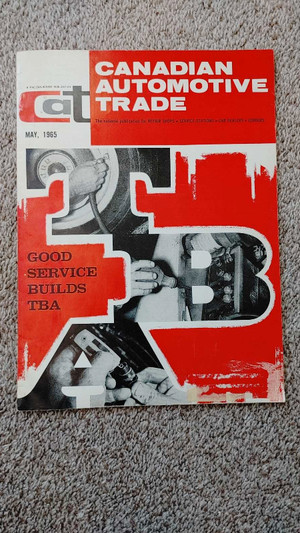 CANADIAN
AUTOMOTIVE
TRADE
cat
MAY, 1965
GOOD
SERVICE
BUILDS
TBA
T
B
A